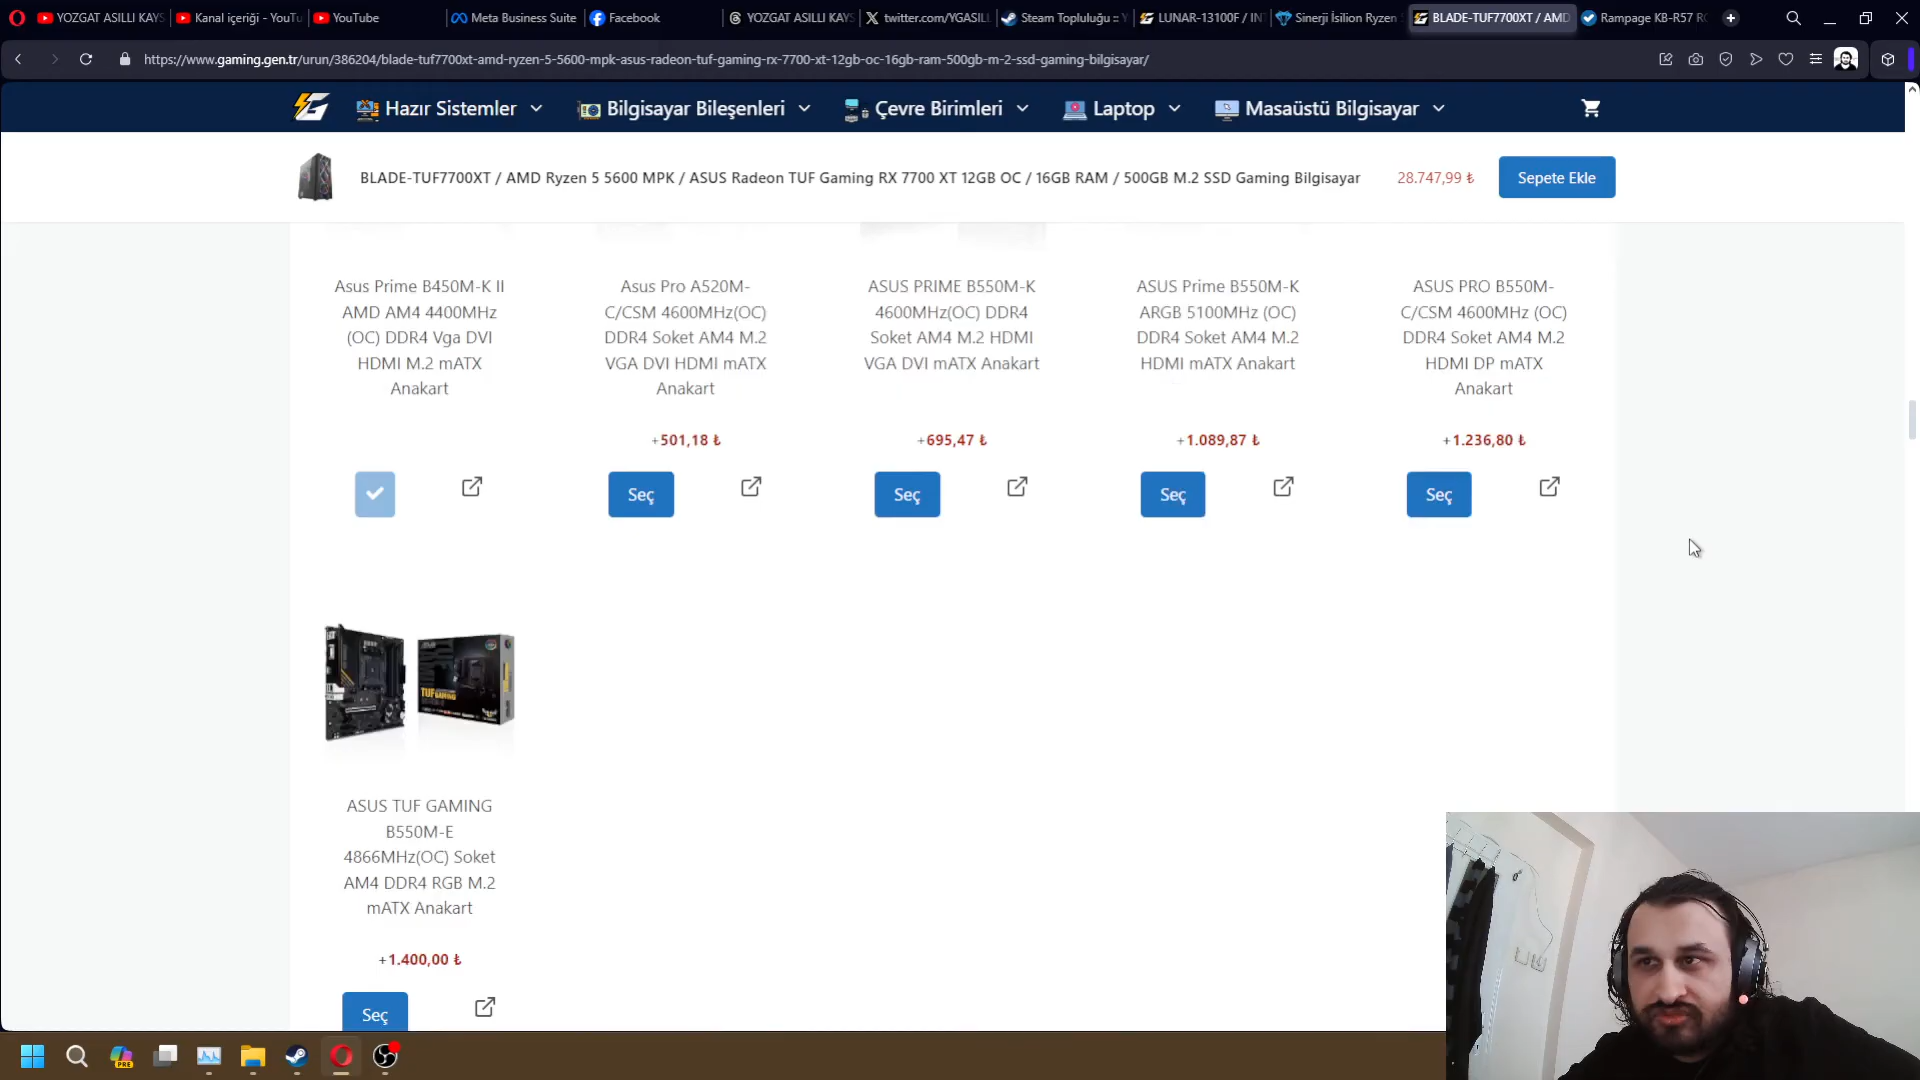 YOZGAT ASILLI KAYS
Kanal içeriği - YouTu
YouTube
Meta Business Suite
Facebook
YOZGAT ASILLI KAYS
twitter.com/YGASILL
Steam Topluluğu :: Y
LUNAR-13100F / INT
Sinerji İsilion Ryzen
BLADE-TUF7700XT / AMD
Rampage KB-R57 RG
https://www.gaming.gen.tr/urun/386204/blade-tuf7700xt-amd-ryzen-5-5600-mpk-asus-radeon-tuf-gaming-rx-7700-xt-12gb-oc-16gb-ram-500gb-m-2-ssd-gaming-bilgisayar/
Hazır Sistemler
Bilgisayar Bileşenleri
Çevre Birimleri
Laptop
Masaüstü Bilgisayar
BLADE-TUF7700XT / AMD Ryzen 5 5600 MPK / ASUS Radeon TUF Gaming RX 7700 XT 12GB OC / 16GB RAM / 500GB M.2 SSD Gaming Bilgisayar
28.747,99 ₺
Sepete Ekle
Asus Prime B450M-K II
AMD AM4 4400MHz
(OC) DDR4 Vga DVI
HDMI M.2 mATX
Anakart
Asus Pro A520M-
C/CSM 4600MHz(OC)
DDR4 Soket AM4 M.2
VGA DVI HDMI mATX
Anakart
+501,18 ₺
Seç
ASUS PRIME B550M-K
4600MHz(OC) DDR4
Soket AM4 M.2 HDMI
VGA DVI mATX Anakart
+695,47 ₺
Seç
ASUS Prime B550M-K
ARGB 5100MHz (OC)
DDR4 Soket AM4 M.2
HDMI mATX Anakart
+1.089,87 ₺
Seç
ASUS PRO B550M-
C/CSM 4600MHz (OC)
DDR4 Soket AM4 M.2
HDMI DP mATX
Anakart
+1.236,80 ₺
Seç
TUF GAMING
ASUS TUF GAMING
B550M-E
4866MHz(OC) Soket
AM4 DDR4 RGB M.2
mATX Anakart
+1.400,00 ₺
Seç
PRE